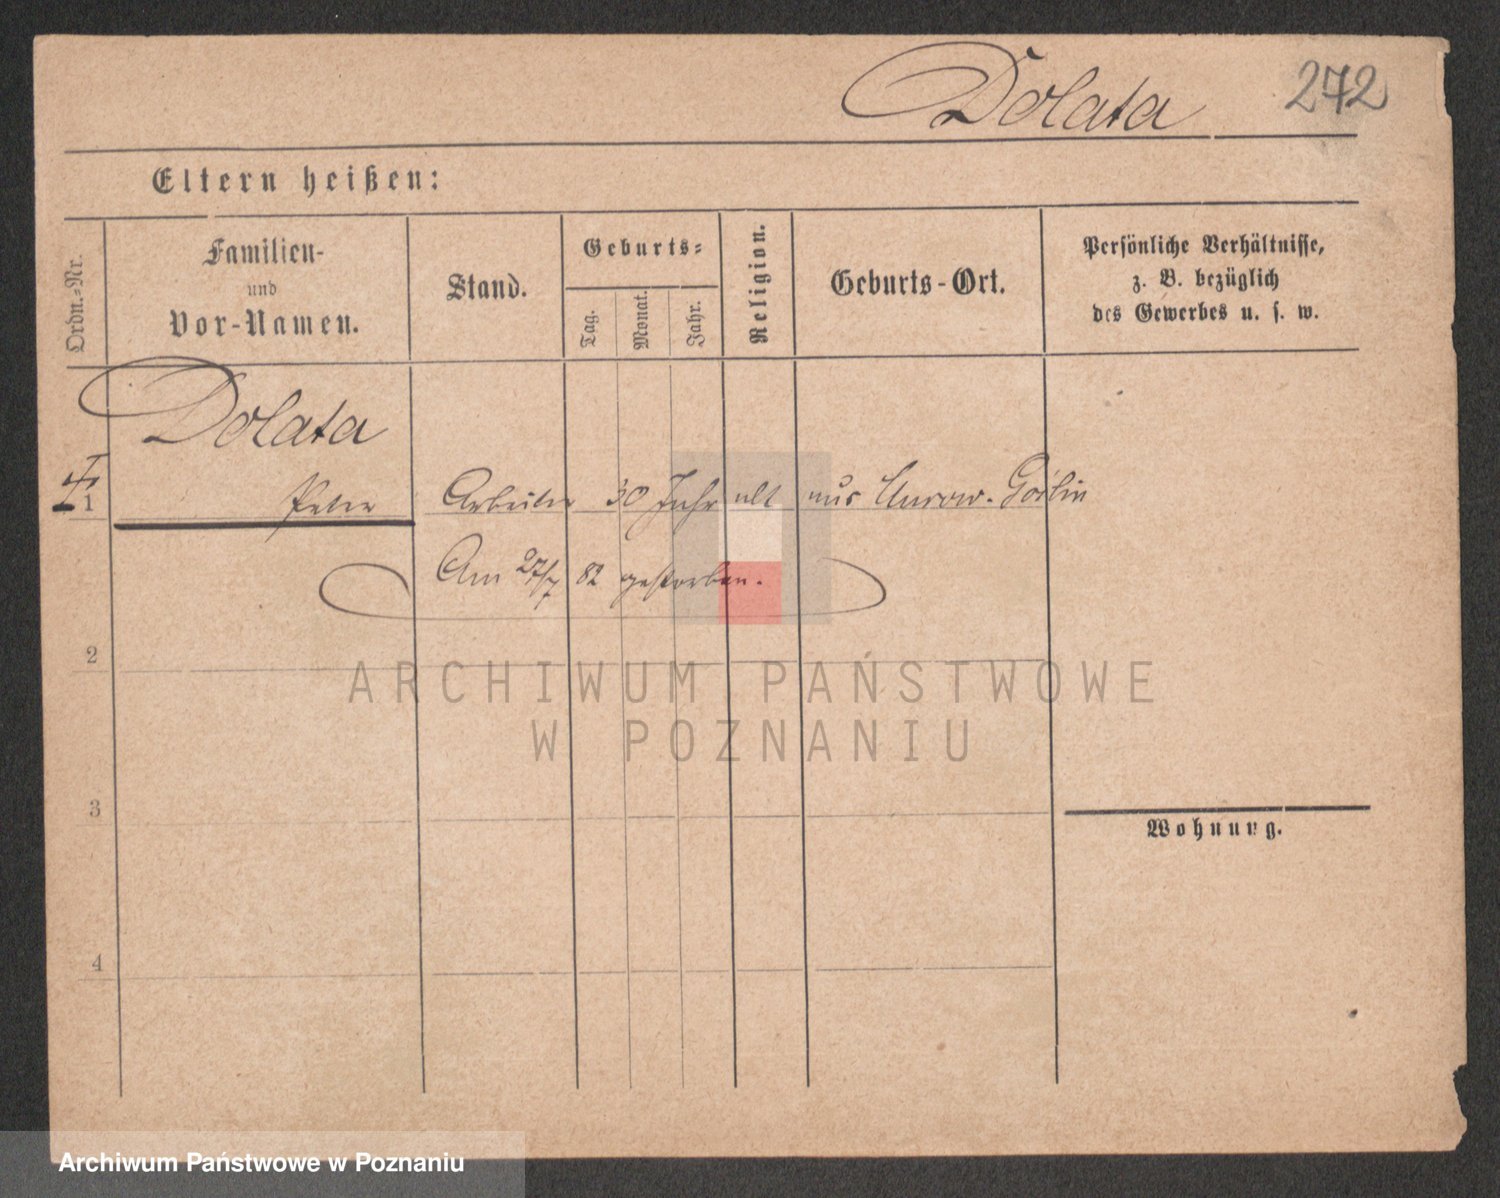 Dolata 272
Eltern heißen:
Ordn.-Nr.
Familien-
und
Vor-Namen.
Stand.
Geburts-
Tag.
Monat.
Jahr.
Religion.
Geburts-Ort.
Persönliche Verhältnisse,
z. B. bezüglich
des Gewerbes u. s. w.
Dolata
1 Peter Arbeiter 30 Jahr alt aus
Am 27/7 82 gestorben.
2
ARCHIWUM PAŃSTWOWE
W POZNANIU
3
Wohnung.
4
Archiwum Państwowe w Poznaniu